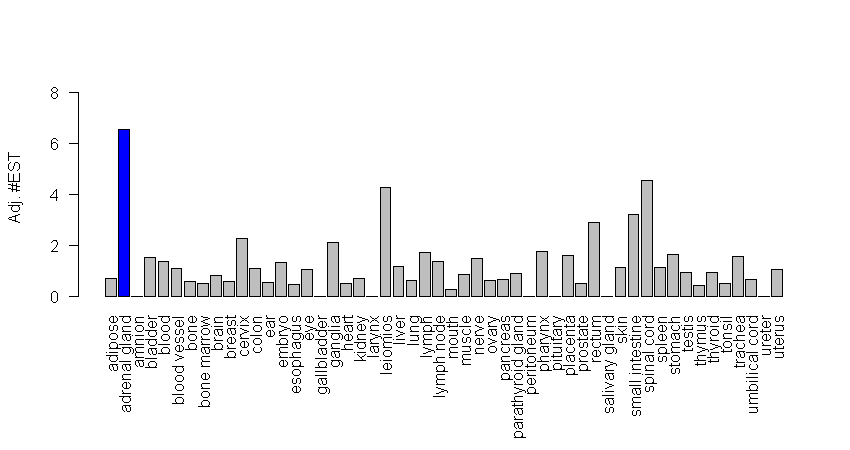 8
6
4
2
0
Adj. #EST
adipose
adrenal gland
amnion
bladder
blood
blood vessel
bone
bone marrow
brain
breast
cervix
colon
ear
embryo
esophagus
eye
gallbladder
ganglia
heart
kidney
larynx
leiomios
liver
lung
lymph
lymph node
mouth
muscle
nerve
ovary
pancreas
parathyroid gland
peritoneum
pharynx
pituitary
placenta
prostate
rectum
salivary gland
skin
small intestine
spinal cord
spleen
stomach
testis
thymus
thyroid
tonsil
trachea
umbilical cord
ureter
uterus